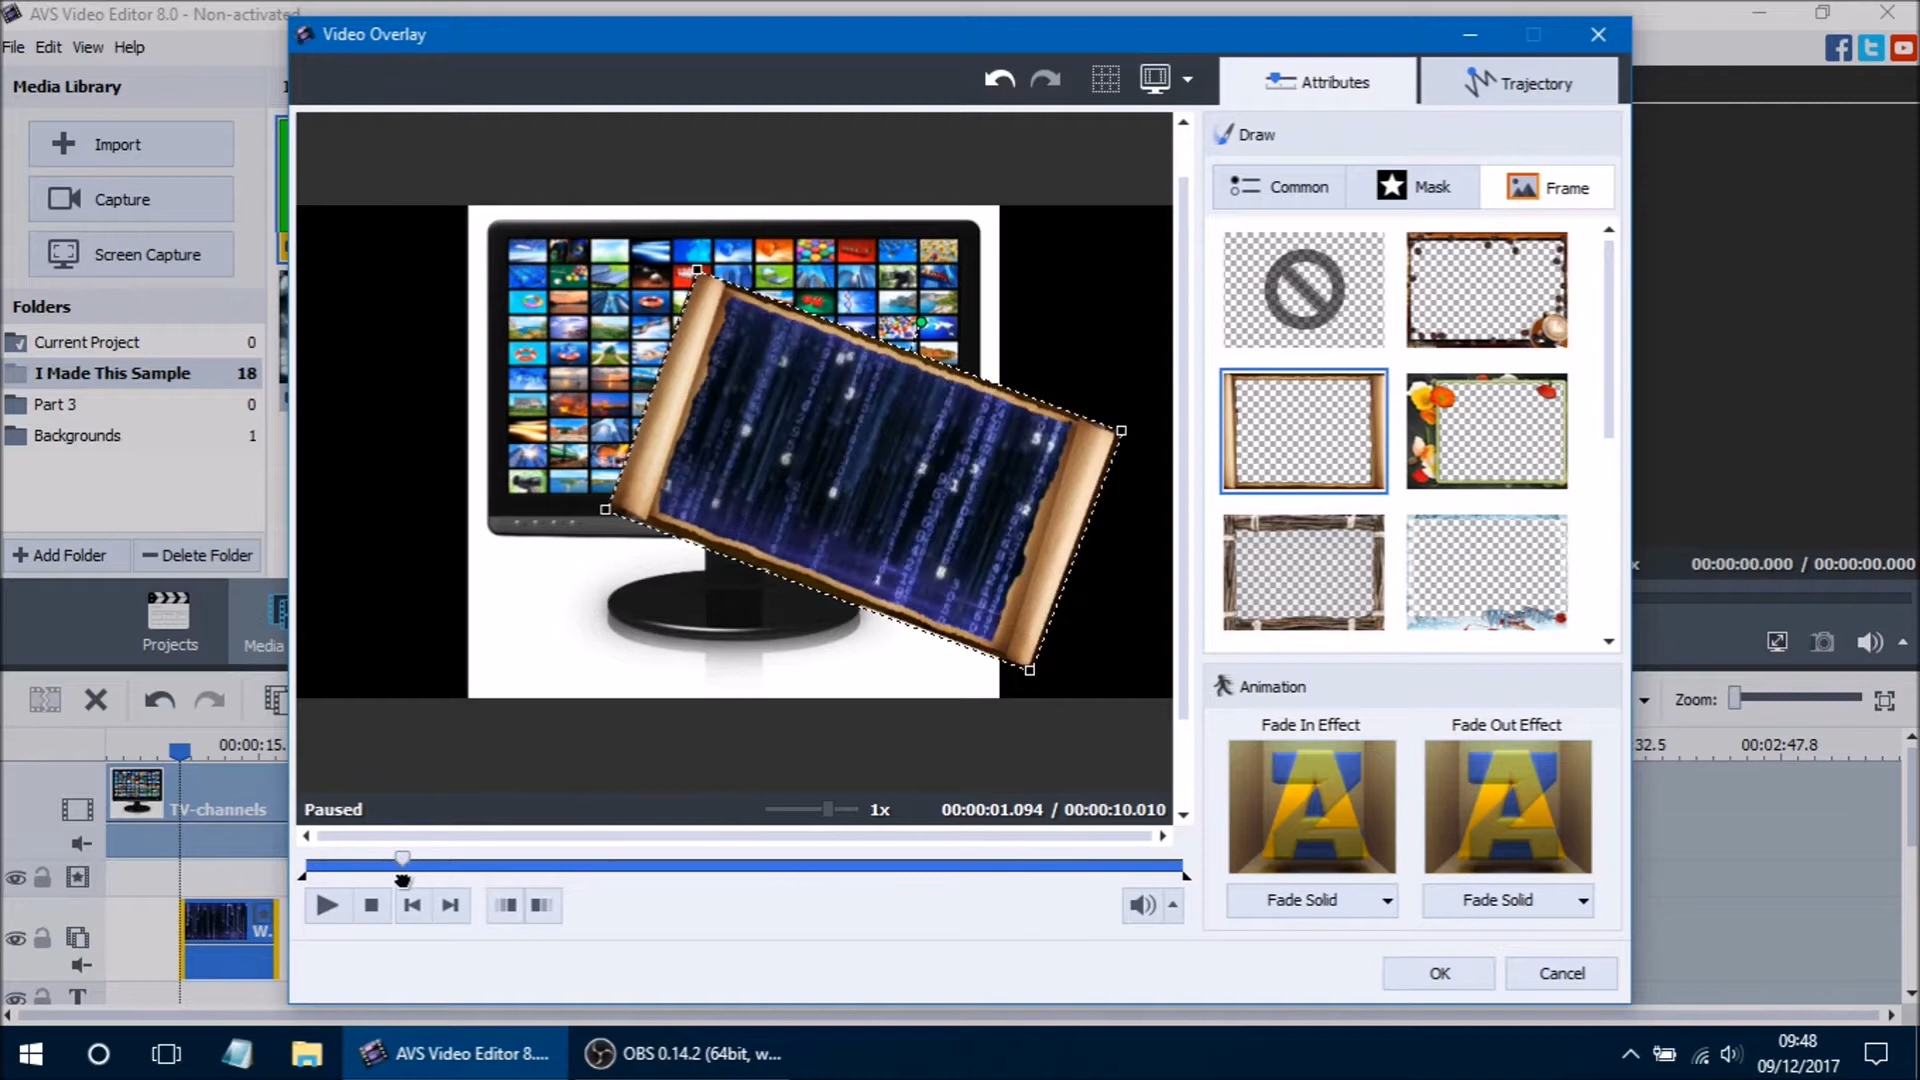 AVS Video Editor 8.0 - Non-activated
File Edit View Help
Media Library
Import
Capture
Screen Capture
Folders
Current Project 0
I Made This Sample 18
Part 3 0
Backgrounds 1
Add Folder
Delete Folder
Projects
Media
00:00:15.
TV-channels
W.
T
Video Overlay
Paused
1x
00:00:01.094 / 00:00:10.010
Attributes
Trajectory
Draw
Common
Mask
Frame
Animation
Fade In Effect
Fade Out Effect
Fade Solid
Fade Solid
OK
Cancel
00:00:00.000 / 00:00:00.000
Zoom:
32.5
00:02:47.8
AVS Video Editor 8....
OBS 0.14.2 (64bit, w...
09:48
09/12/2017